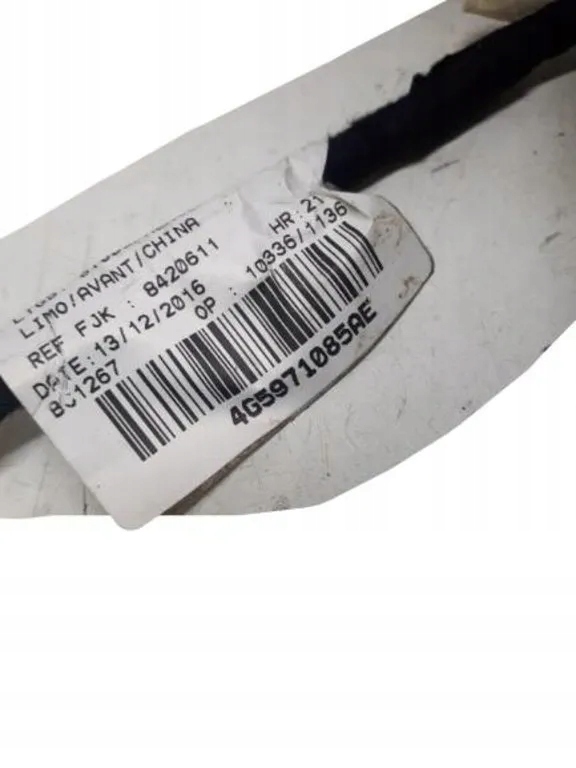 LIMO/AVANT/CHINA
REF FJK : 8420611 HR:21
DATE:13/12/2016 OP : 10336/1136
4G5971085AE